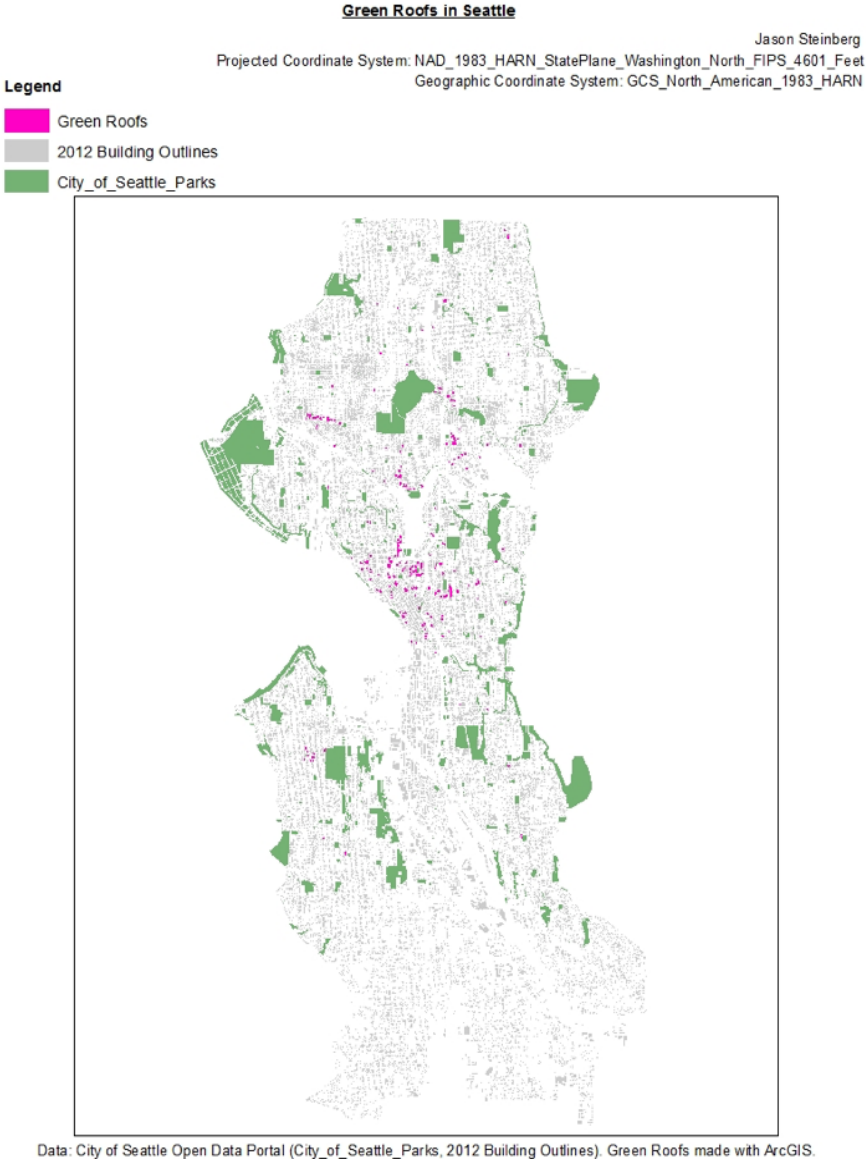 Green Roofs in Seattle
Jason Steinberg
Projected Coordinate System: NAD_1983_HARN_StatePlane_Washington_North_FIPS_4601_Feet
Geographic Coordinate System: GCS_North_American_1983_HARN
Legend
Green Roofs
2012 Building Outlines
City_of_Seattle_Parks
Data: City of Seattle Open Data Portal (City_of_Seattle_Parks, 2012 Building Outlines). Green Roofs made with ArcGIS.